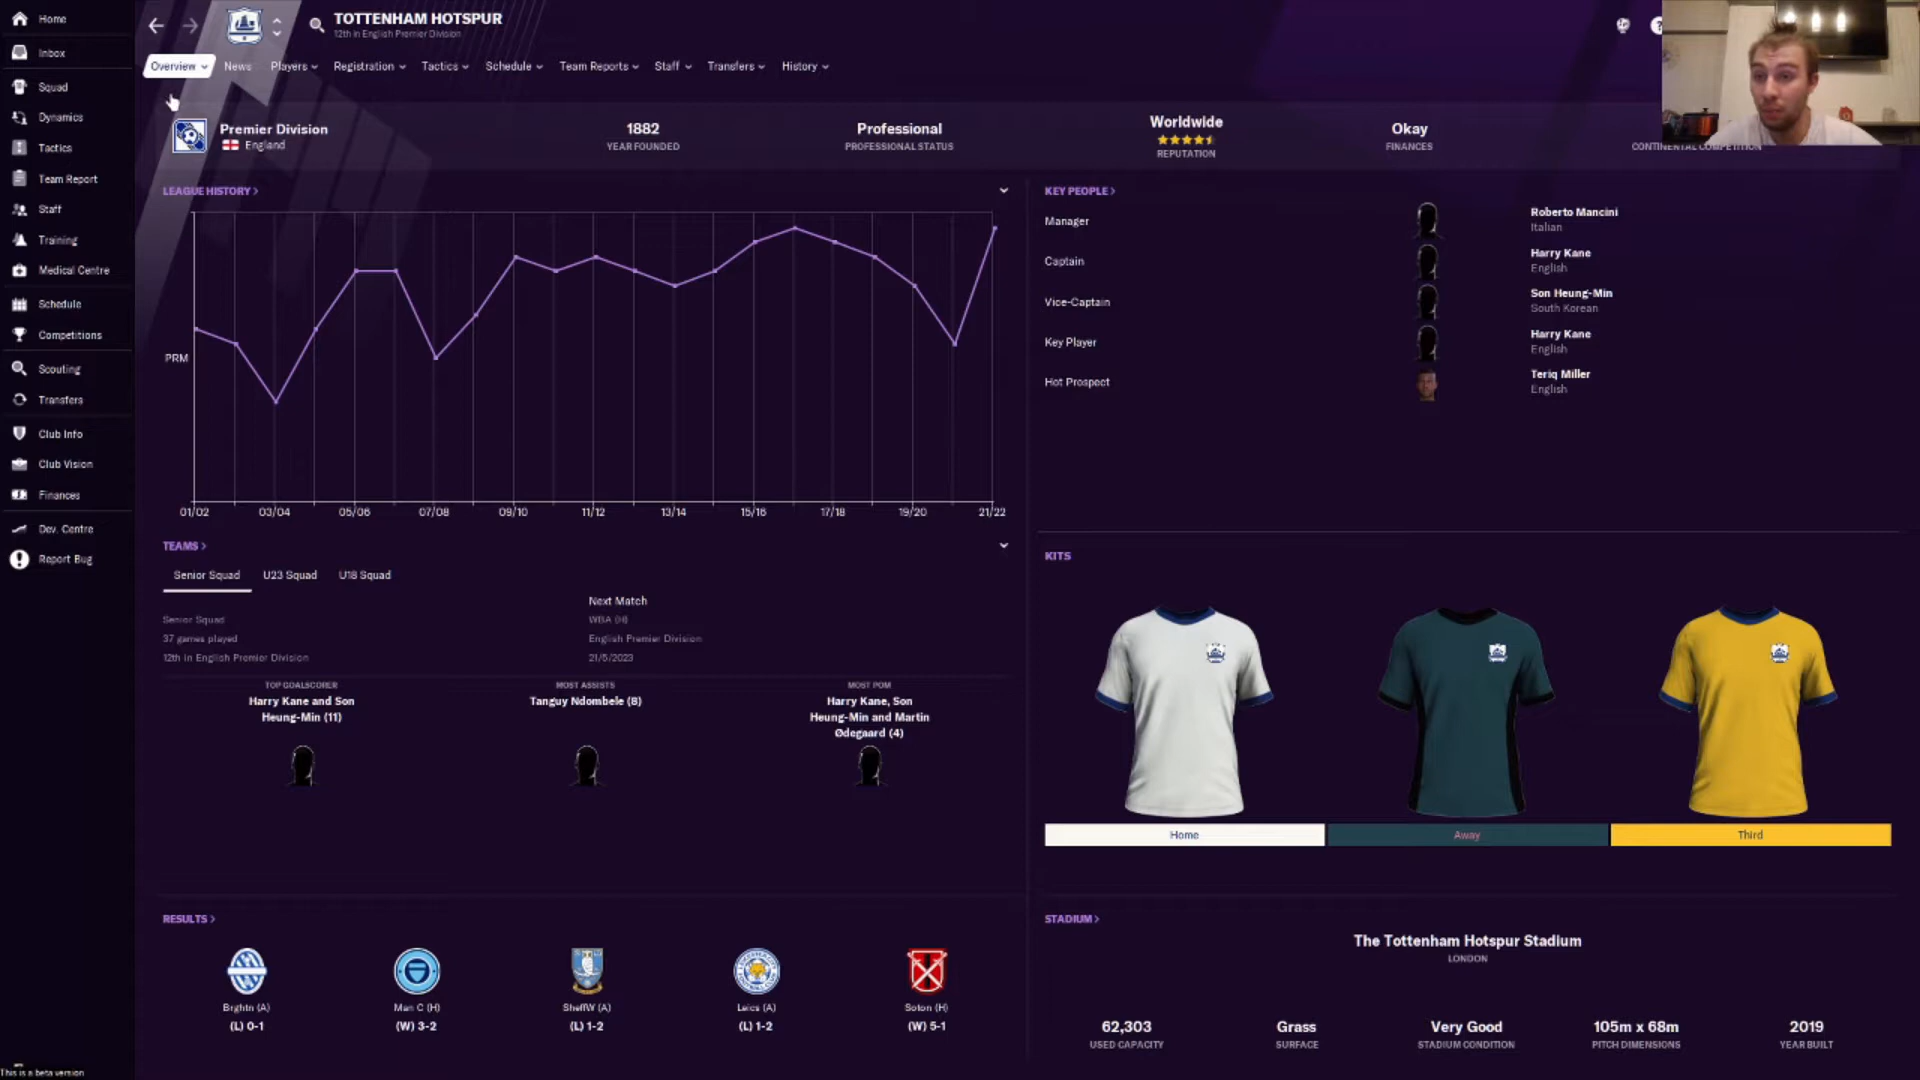 Home
TOTTENHAM HOTSPUR
12th in English Premier Division
Inbox
Overview
News
Players
Registration
Tactics
Schedule
Team Reports
Staff
Transfers
History
Squad
Dynamics
Tactics
Team Report
Staff
Training
Medical Centre
Schedule
Competitions
Scouting
Transfers
Club Info
Club Vision
Finances
Dev. Centre
Report Bug
This is a beta version
Premier Division
England
1882
YEAR FOUNDED
Professional
PROFESSIONAL STATUS
Worldwide
REPUTATION
Okay
FINANCES
CONTINENTAL COMPETITION
LEAGUE HISTORY >
PRM
01/02 03/04 05/06 07/08 09/10 11/12 13/14 15/16 17/18 19/20 21/22
KEY PEOPLE >
Manager
Roberto Mancini
Italian
Captain
Harry Kane
English
Vice-Captain
Son Heung-Min
South Korean
Key Player
Harry Kane
English
Hot Prospect
Teriq Miller
English
TEAMS >
Senior Squad
U23 Squad
U18 Squad
Senior Squad
37 games played
12th in English Premier Division
Next Match
WBA (H)
English Premier Division
21/5/2023
TOP GOALSCORER
Harry Kane and Son
Heung-Min (11)
MOST ASSISTS
Tanguy Ndombele (8)
MOST POM
Harry Kane, Son
Heung-Min and Martin
Ødegaard (4)
KITS
Home
Away
Third
RESULTS >
Brghtn (A)
(L) 0-1
Man C (H)
(W) 3-2
SheffW (A)
(L) 1-2
Leics (A)
(L) 1-2
Soton (H)
(W) 5-1
STADIUM >
The Tottenham Hotspur Stadium
LONDON
62,303
USED CAPACITY
Grass
SURFACE
Very Good
STADIUM CONDITION
105m x 68m
PITCH DIMENSIONS
2019
YEAR BUILT